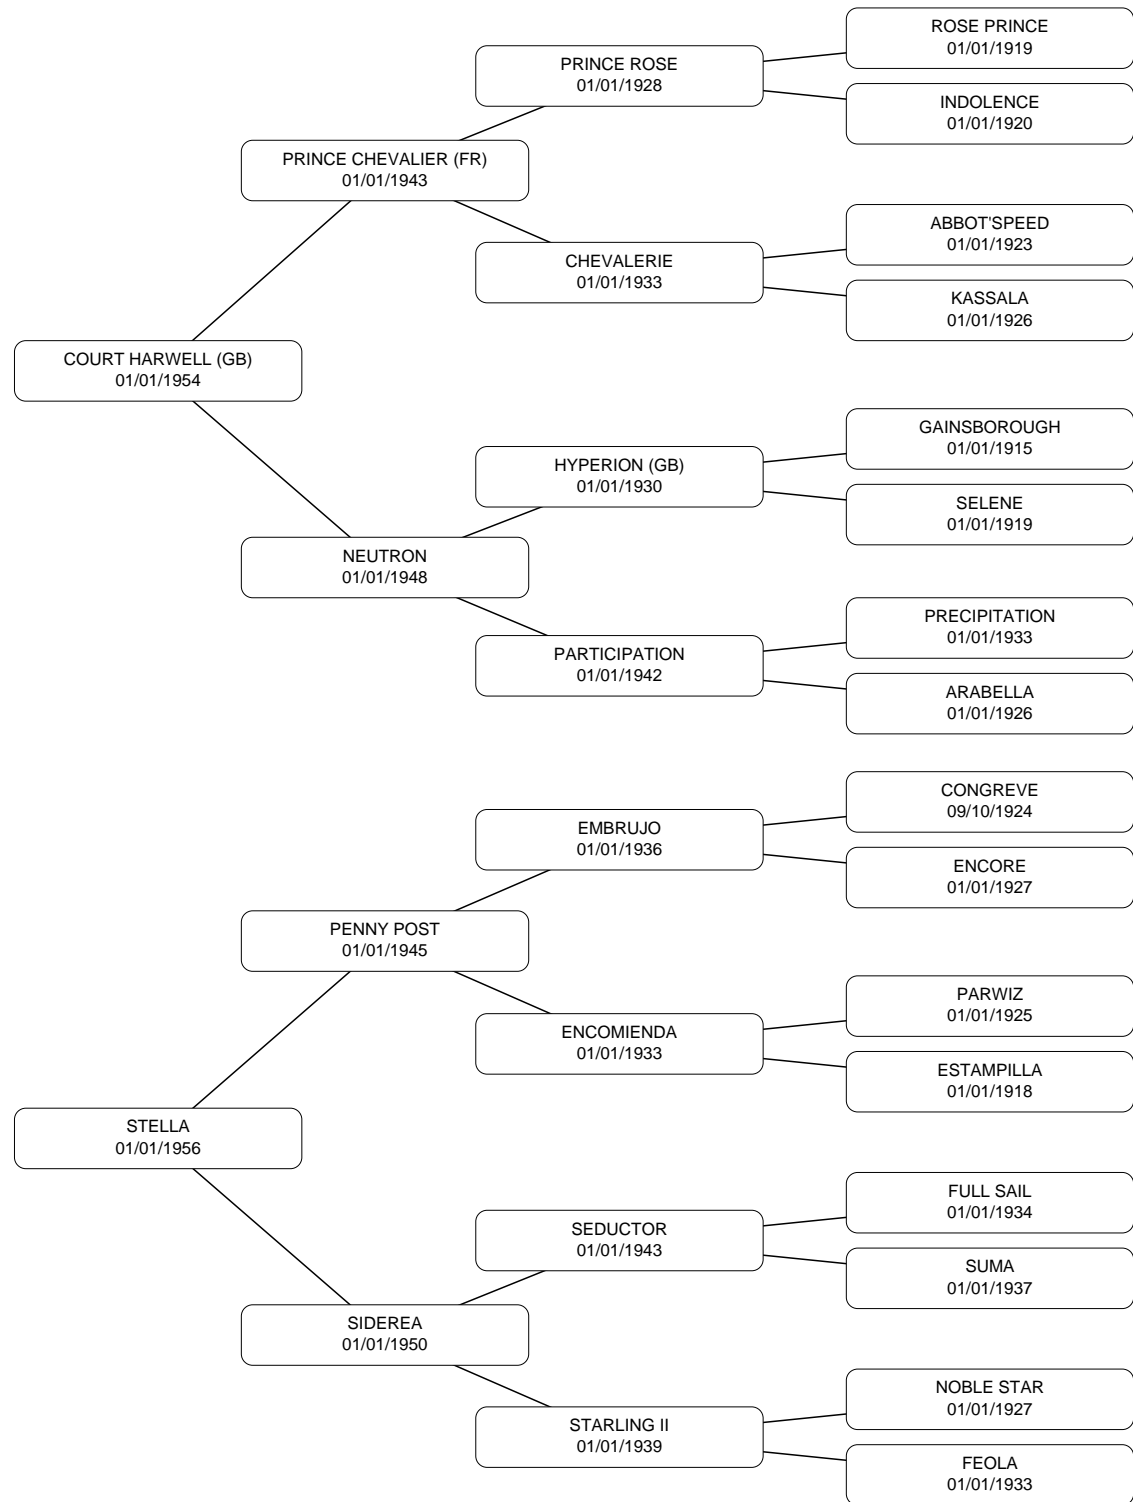 ROSE PRINCE
01/01/1919
PRINCE ROSE
01/01/1928
INDOLENCE
01/01/1920
PRINCE CHEVALIER (FR)
01/01/1943
ABBOT'SPEED
01/01/1923
CHEVALERIE
01/01/1933
KASSALA
01/01/1926
COURT HARWELL (GB)
01/01/1954
GAINSBOROUGH
01/01/1915
HYPERION (GB)
01/01/1930
SELENE
01/01/1919
NEUTRON
01/01/1948
PRECIPITATION
01/01/1933
PARTICIPATION
01/01/1942
ARABELLA
01/01/1926
CONGREVE
09/10/1924
EMBRUJO
01/01/1936
ENCORE
01/01/1927
PENNY POST
01/01/1945
PARWIZ
01/01/1925
ENCOMIENDA
01/01/1933
ESTAMPILLA
01/01/1918
STELLA
01/01/1956
FULL SAIL
01/01/1934
SEDUCTOR
01/01/1943
SUMA
01/01/1937
SIDEREA
01/01/1950
NOBLE STAR
01/01/1927
STARLING II
01/01/1939
FEOLA
01/01/1933